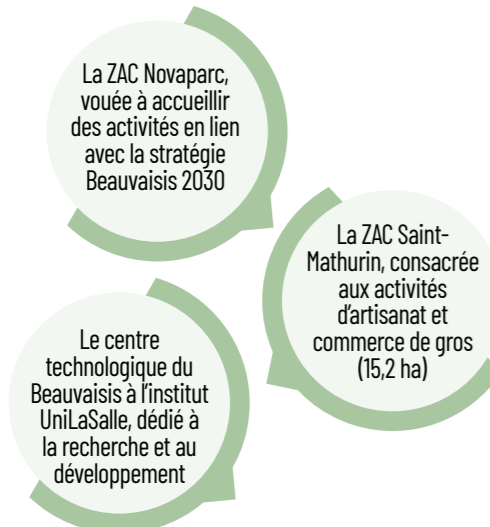 La ZAC Novaparc,
vouée à accueillir
des activités en lien
avec la stratégie
Beauvaisis 2030
La ZAC Saint-
Mathurin, consacrée
aux activités
d'artisanat et
commerce de gros
(15,2 ha)
Le centre
technologique du
Beauvaisis à l'institut
UniLaSalle, dédié à
la recherche et au
développement